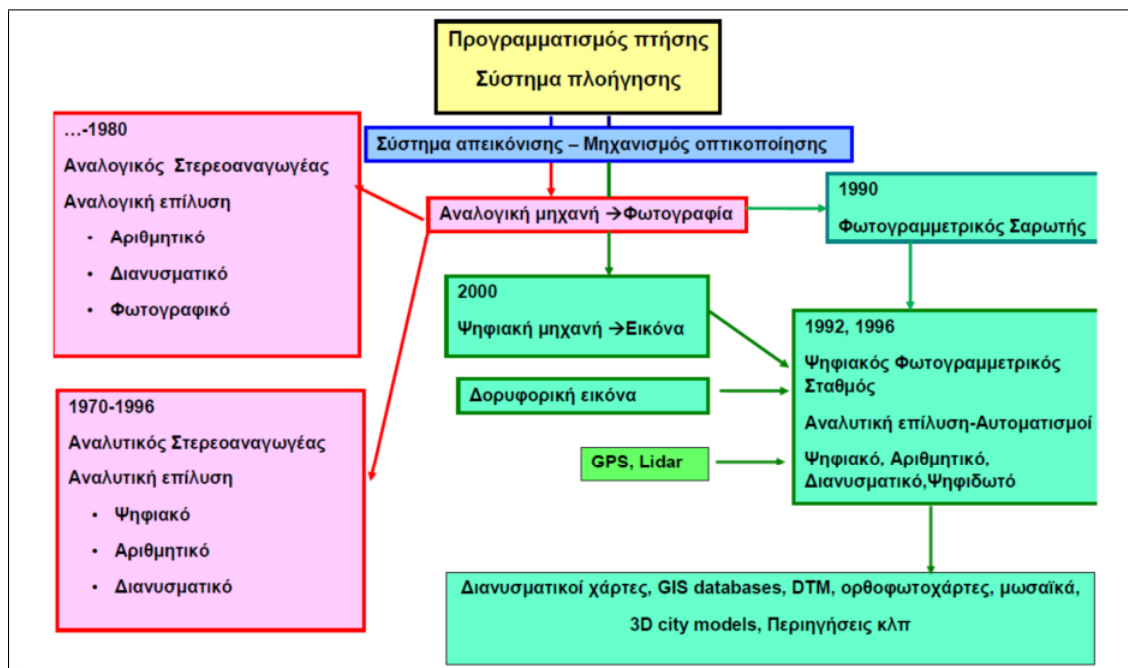 Προγραμματισμός πτήσης
Σύστημα πλοήγησης
Σύστημα απεικόνισης – Μηχανισμός οπτικοποίησης
…-1980
Αναλογικός Στερεοαναγωγέας
Αναλογική επίλυση
• Αριθμητικό
• Διανυσματικό
• Φωτογραφικό
Αναλογική μηχανή →Φωτογραφία
1990
Φωτογραμμετρικός Σαρωτής
2000
Ψηφιακή μηχανή →Εικόνα
1992, 1996
Ψηφιακός Φωτογραμμετρικός
Σταθμός
Αναλυτική επίλυση-Αυτοματισμοί
Ψηφιακό, Αριθμητικό,
Διανυσματικό,Ψηφιδωτό
Δορυφορική εικόνα
GPS, Lidar
1970-1996
Αναλυτικός Στερεοαναγωγέας
Αναλυτική επίλυση
• Ψηφιακό
• Αριθμητικό
• Διανυσματικό
Διανυσματικοί χάρτες, GIS databases, DTM, ορθοφωτοχάρτες, μωσαϊκά,
3D city models, Περιηγήσεις κλπ